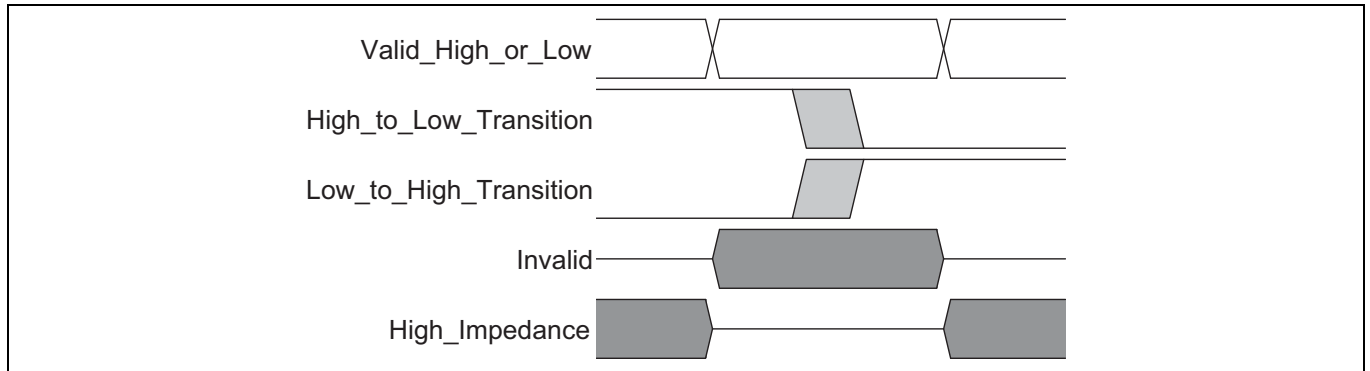 Valid_High_or_Low
High_to_Low_Transition
Low_to_High_Transition
Invalid
High_Impedance